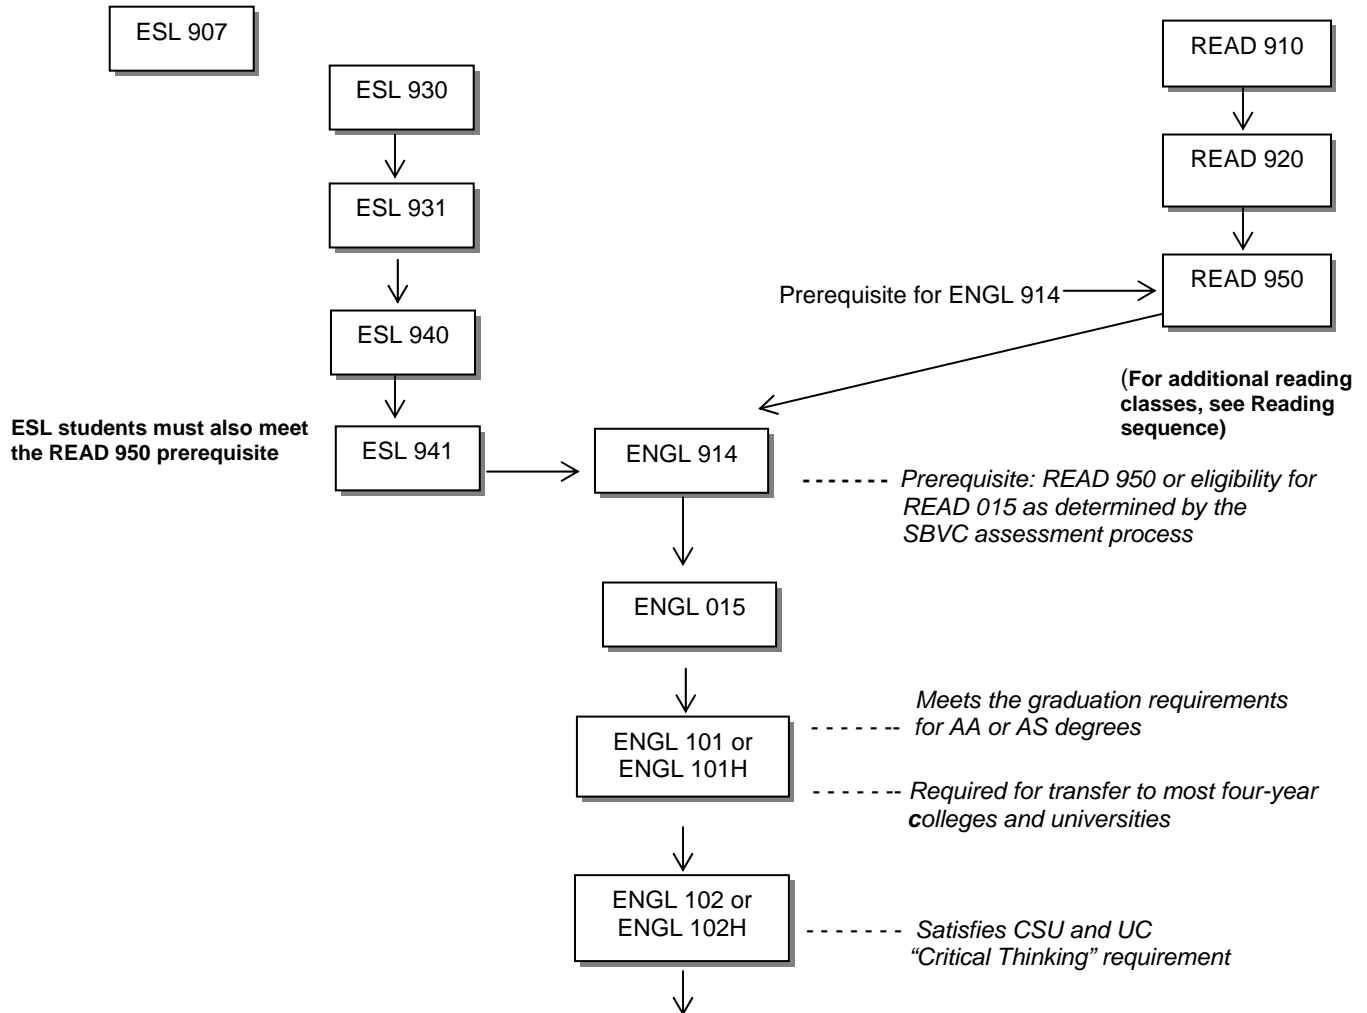 ESL 907
READ 910
ESL 930
READ 920
ESL 931
READ 950
Prerequisite for ENGL 914
ESL 940
(For additional reading
classes, see Reading
sequence)
ESL students must also meet
the READ 950 prerequisite
ESL 941
ENGL 914
Prerequisite: READ 950 or eligibility for
READ 015 as determined by the
SBVC assessment process
ENGL 015
Meets the graduation requirements
for AA or AS degrees
ENGL 101 or
ENGL 101H
Required for transfer to most four-year
colleges and universities
ENGL 102 or
ENGL 102H
Satisfies CSU and UC
“Critical Thinking” requirement